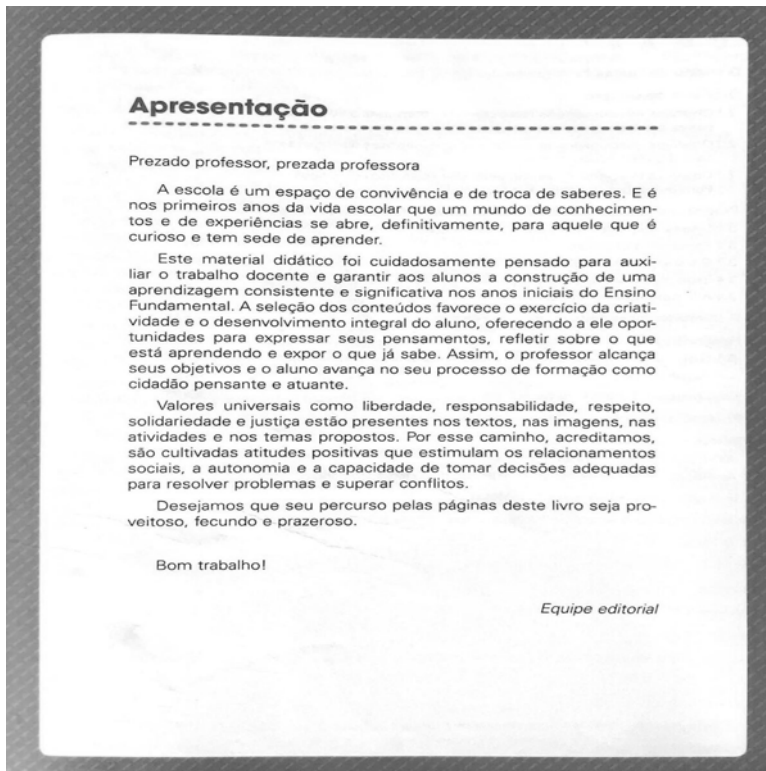 Apresentação
Prezado professor, prezada professora
A escola é um espaço de convivência e de troca de saberes. E é
nos primeiros anos da vida escolar que um mundo de conhecimen-
tos e de experiências se abre, definitivamente, para aquele que é
curioso e tem sede de aprender.
Este material didático foi cuidadosamente pensado para auxi-
liar o trabalho docente e garantir aos alunos a construção de uma
aprendizagem consistente e significativa nos anos iniciais do Ensino
Fundamental. A seleção dos conteúdos favorece o exercício da criati-
vidade e o desenvolvimento integral do aluno, oferecendo a ele opor-
tunidades para expressar seus pensamentos, refletir sobre o que
está aprendendo e expor o que já sabe. Assim, o professor alcança
seus objetivos e o aluno avança no seu processo de formação como
cidadão pensante e atuante.
Valores universais como liberdade, responsabilidade, respeito,
solidariedade e justiça estão presentes nos textos, nas imagens, nas
atividades e nos temas propostos. Por esse caminho, acreditamos,
são cultivadas atitudes positivas que estimulam os relacionamentos
sociais, a autonomia e a capacidade de tomar decisões adequadas
para resolver problemas e superar conflitos.
Desejamos que seu percurso pelas páginas deste livro seja pro-
veitoso, fecundo e prazeroso.
Bom trabalho!
Equipe editorial